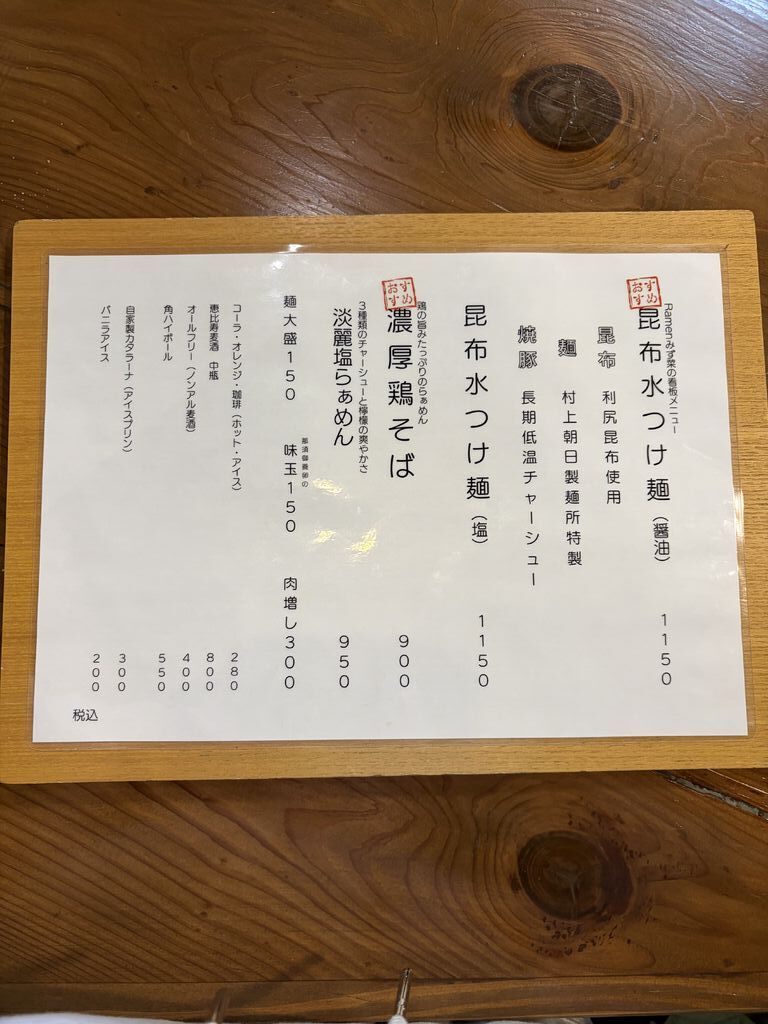 Ramenみず菜の看板メニュー
おすすめ
昆布水つけ麺（醤油） 1150
昆布 利尻昆布使用
麺 村上朝日製麺所特製
焼豚 長期低温チャーシュー
昆布水つけ麺（塩） 1150
鶏の旨みたっぷりのらぁめん
おすすめ
濃厚鶏そば 900
3種類のチャーシューと檸檬の爽やかさ
淡麗塩らぁめん 950
那須御養卵の
麺大盛150 味玉150 肉増し300
コーラ・オレンジ・珈琲（ホット・アイス） 280
恵比寿麦酒 中瓶 800
オールフリー（ノンアル麦酒） 400
角ハイボール 550
自家製カタラーナ（アイスプリン） 300
バニラアイス 200
税込